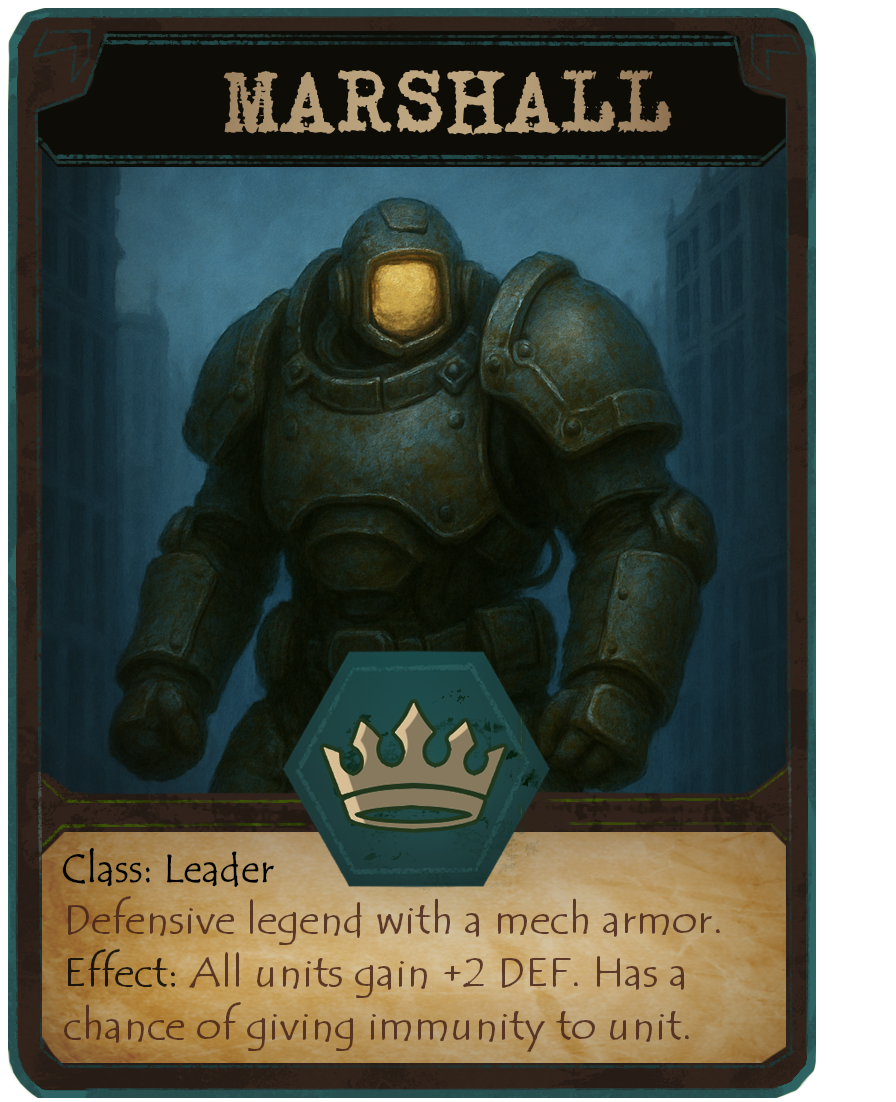 MARSHALL
Class: Leader
Defensive legend with a mech armor.
Effect: All units gain +2 DEF. Has a
chance of giving immunity to unit.